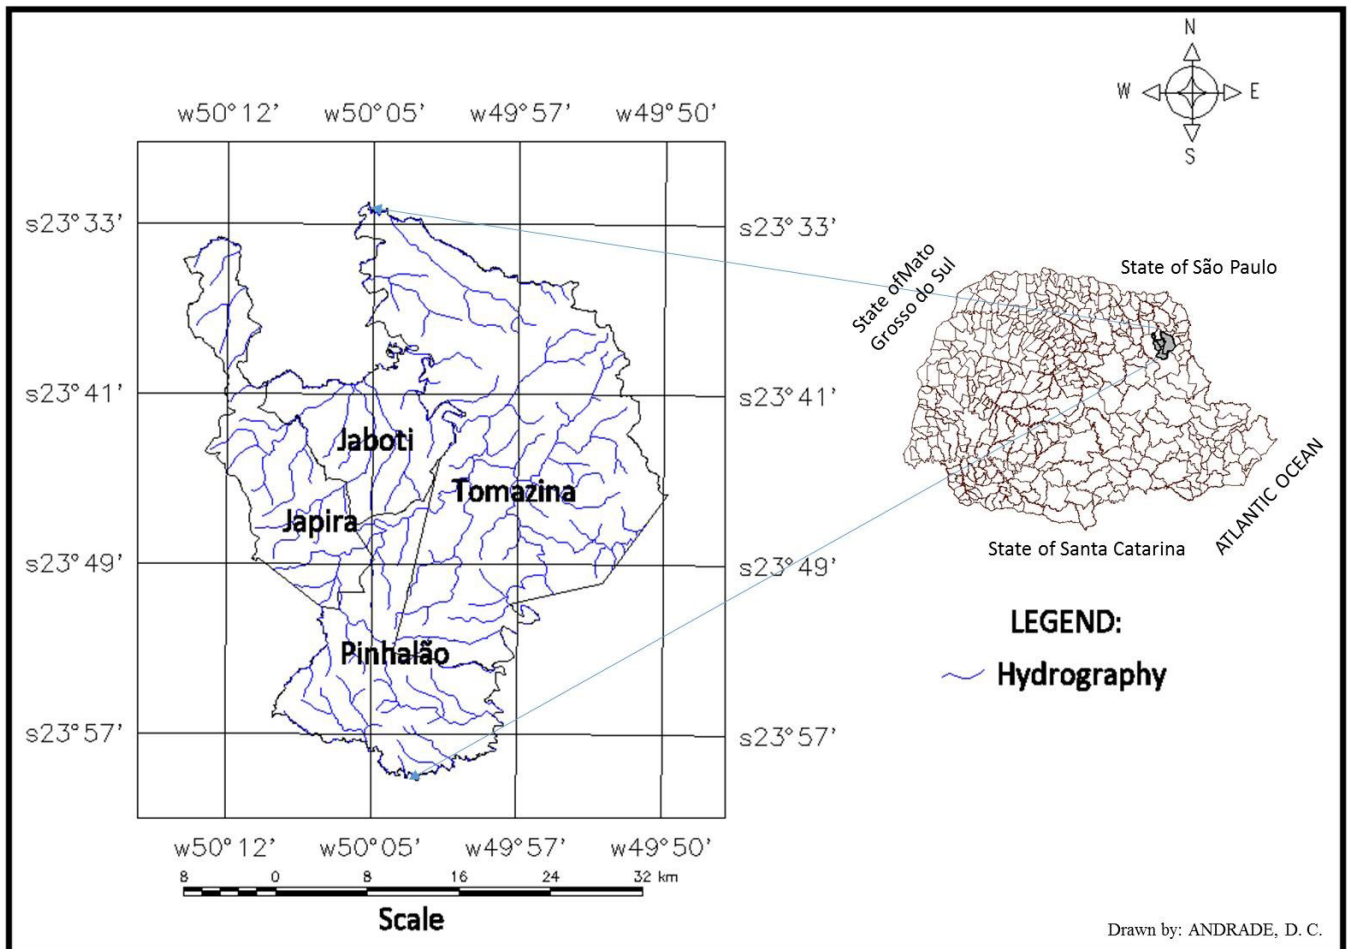 N
W E
S
w50°12' w50°05' w49°57' w49°50'
s23°33' s23°33'
State of São Paulo
State ofMato
Grosso do Sul
s23°41' s23°41'
Jaboti
Tomazina
Japira
ATLANTIC OCEAN
State of Santa Catarina
s23°49' s23°49'
LEGEND:
Pinhalão
Hydrography
s23°57' s23°57'
w50°12' w50°05' w49°57' w49°50'
8 0 8 16 24 32 km
Scale
Drawn by: ANDRADE, D. C.